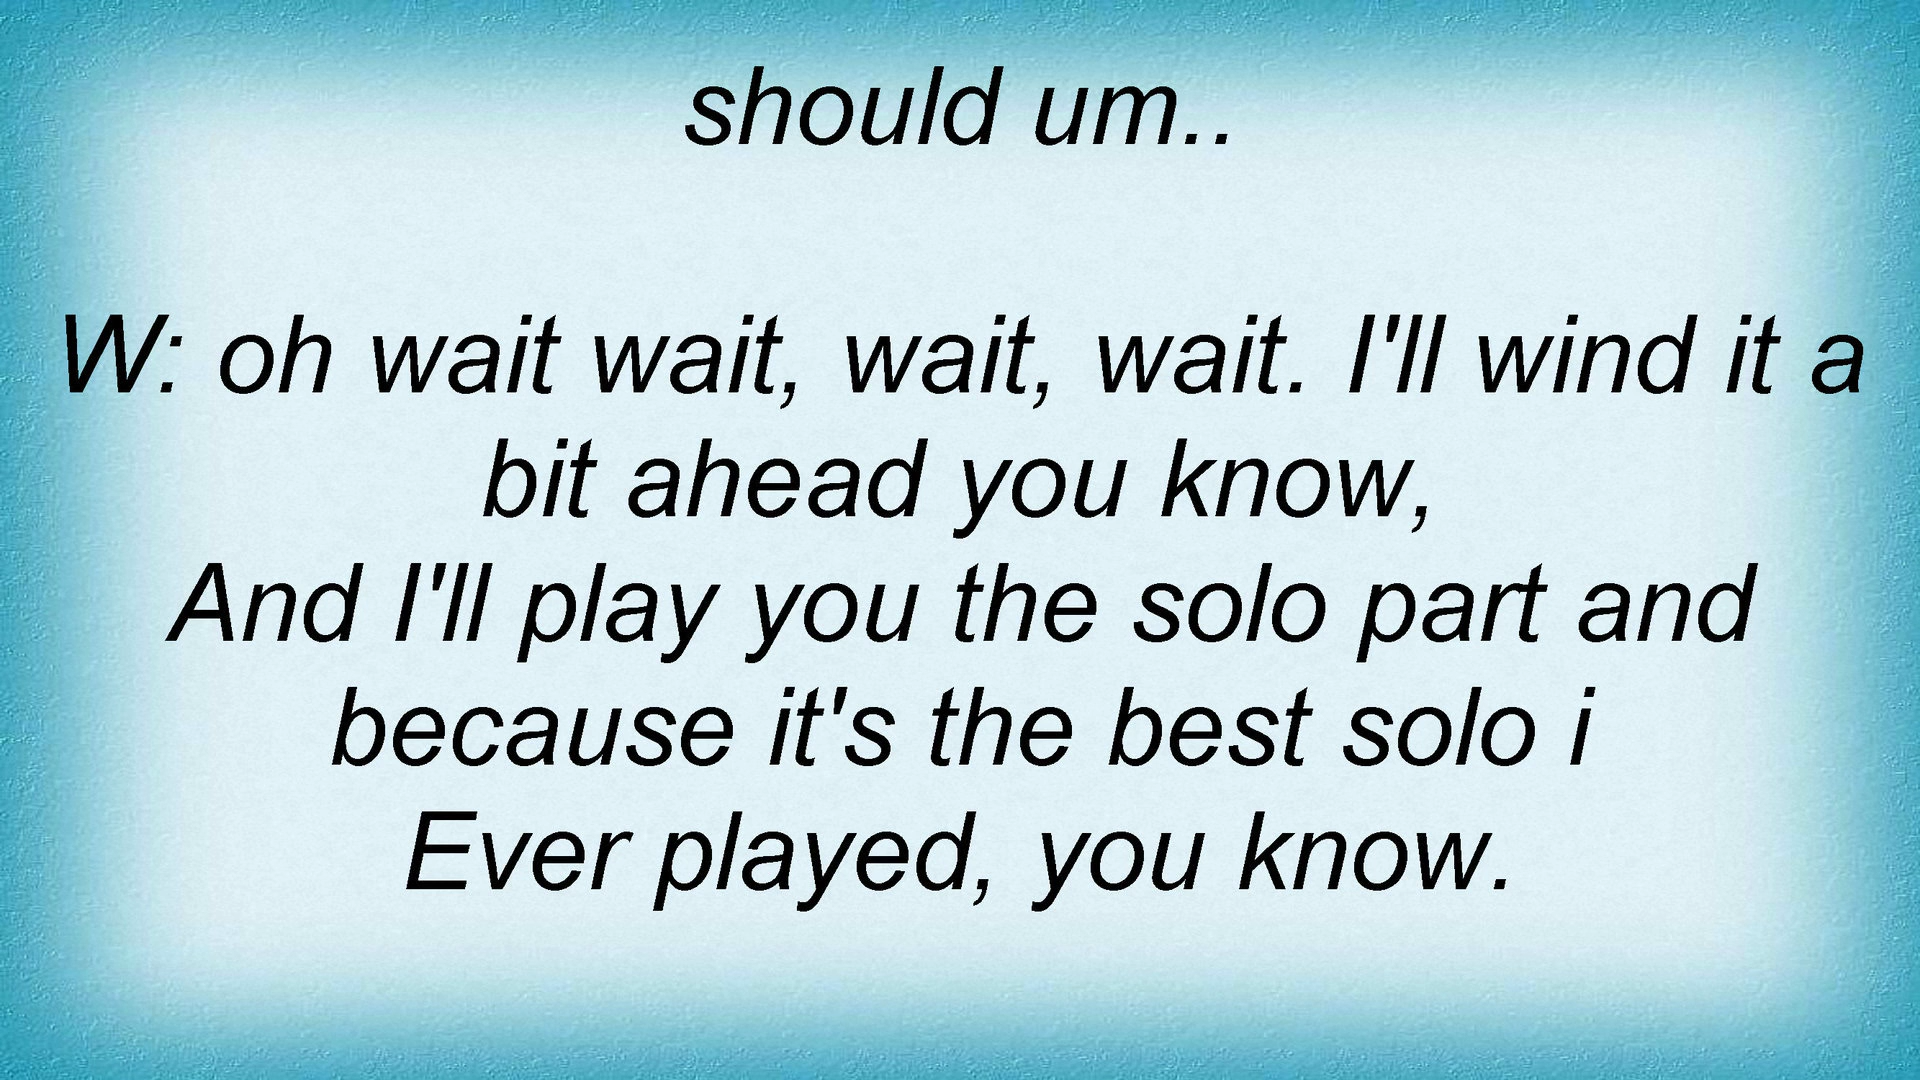 should um..
W: oh wait wait, wait, wait. I'll wind it a
bit ahead you know,
And I'll play you the solo part and
because it's the best solo i
Ever played, you know.